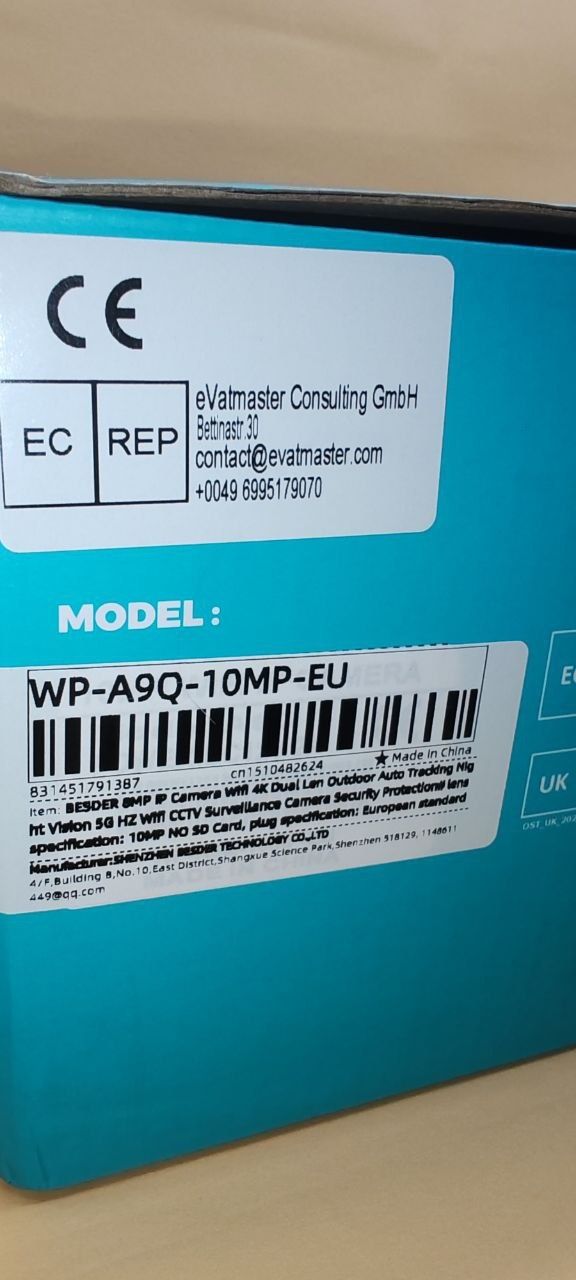 CE
EC REP
eVatmaster Consulting GmbH
Bettinastr.30
contact@evatmaster.com
+0049 6995179070
MODEL:
WP-A9Q-10MP-EU
831451791387
cn1510482624
★Made in China
Item: BESDER 8MP IP Camera Wifi 4K Dual Len Outdoor Auto Tracking Nig
ht Vision 5G HZ Wifi CCTV Surveillance Camera Security Protection// lens
specification: 10MP NO SD Card, plug specification: European standard
Manufacturer:SHENZHEN BESDER TECHNOLOGY CO.,LTD
4/F,Building 8,No.10,East District,Shangxue Science Park,Shenzhen 518129, 1148611
449@qq.com
UK